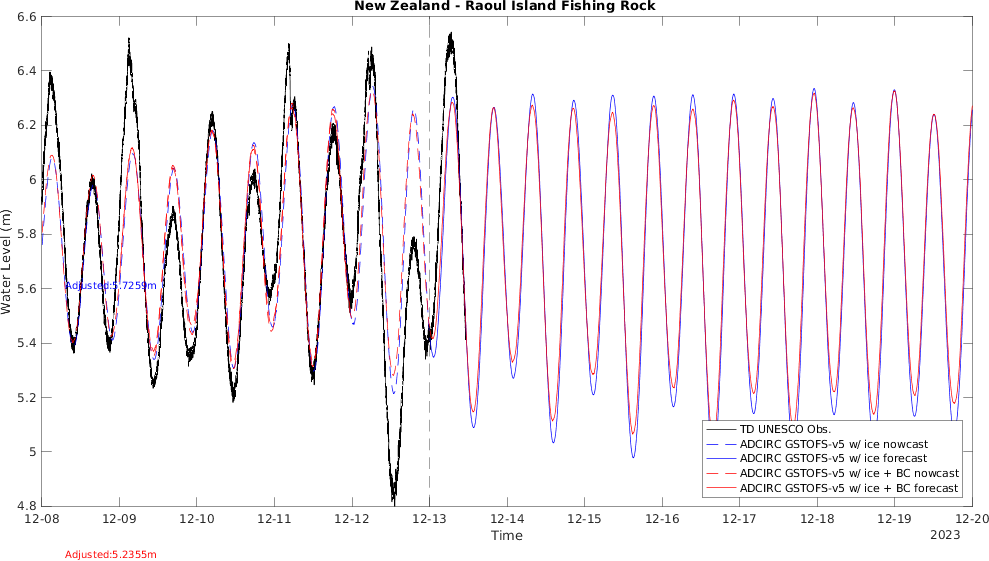 New Zealand - Raoul Island Fishing Rock
6.6
6.4
6.2
6
5.8
5.6
5.4
5.2
5
4.8
Water Level (m)
Adjusted:5.7259m
TD UNESCO Obs.
ADCIRC GSTOFS-v5 w/ ice nowcast
ADCIRC GSTOFS-v5 w/ ice forecast
ADCIRC GSTOFS-v5 w/ ice + BC nowcast
ADCIRC GSTOFS-v5 w/ ice + BC forecast
12-08 12-09 12-10 12-11 12-12 12-13 12-14 12-15 12-16 12-17 12-18 12-19 12-20
Time
2023
Adjusted:5.2355m